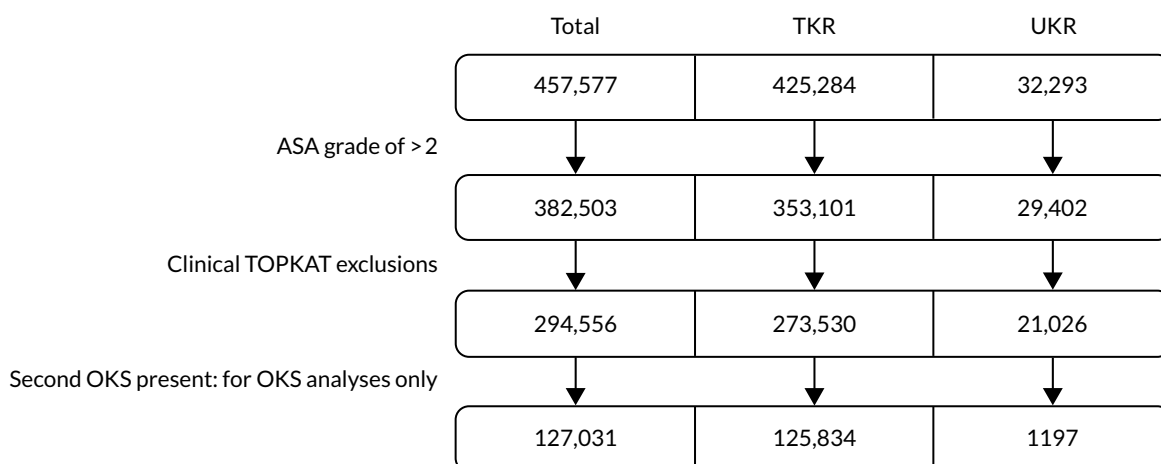 Total TKR UKR
457,577 425,284 32,293
ASA grade of >2
382,503 353,101 29,402
Clinical TOPKAT exclusions
294,556 273,530 21,026
Second OKS present: for OKS analyses only
127,031 125,834 1197